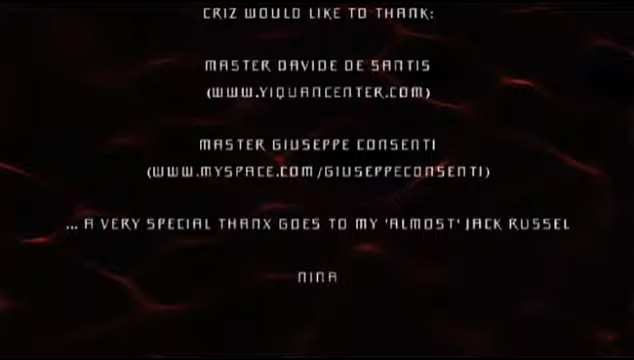 CRIZ WOULD LIKE TO THANK:
MASTER DAVIDE DE SANTIS
(WWW.YIQUANCENTER.COM)
MASTER GIUSEPPE CONSENTI
(WWW.MYSPACE.COM/GIUSEPPECONSENTI)
... A VERY SPECIAL THANX GOES TO MY 'ALMOST' JACK RUSSEL
NINA